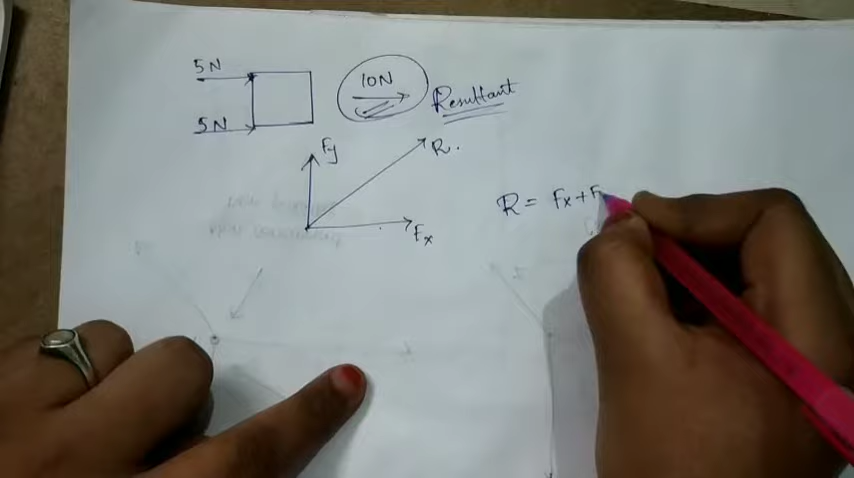 5N
10N
5N
Resultant
Fy
R.
R = Fx+F
Fx